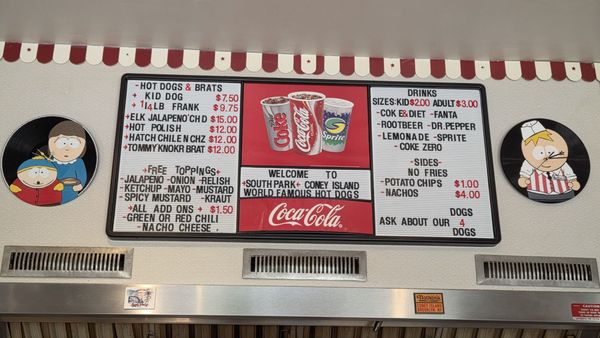 -HOT DOGS & BRATS
+ KID DOG $7.50
+ 1/4 LB FRANK $9.75
+ELK JALAPENO'CHD $15.00
+HOT POLISH $12.00
+HATCH CHILE'N'CHZ $12.00
+TOMMYKNOKR BRAT $12.00
+FREE TOPPINGS+
JALAPENO -ONION-RELISH
-KETCHUP -MAYO -MUSTARD
-SPICY MUSTARD -KRAUT
+ALL ADD ONS + $1.50
-GREEN OR RED CHILI
-NACHO CHEESE
Coke
Coca-Cola
Sprite
WELCOME TO
+SOUTH PARK+ CONEY ISLAND
WORLD FAMOUS HOT DOGS
Coca-Cola
DRINKS
SIZES:KID$2.00 ADULT$3.00
-COKE&DIET -FANTA
-ROOTBEER -DR.PEPPER
-LEMONADE -SPRITE
-COKE ZERO
-SIDES-
NO FRIES
-POTATO CHIPS $1.00
-NACHOS $4.00
DOGS
ASK ABOUT OUR 4
DOGS
CAUTION